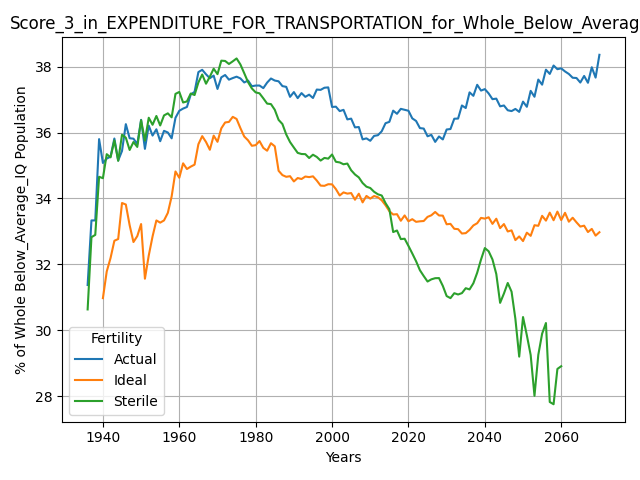 Score_3_in_EXPENDITURE_FOR_TRANSPORTATION_for_Whole_Below_Averag
% of Whole Below_Average_IQ Population
38
36
34
32
30
28
Fertility
Actual
Ideal
Sterile
1940 1960 1980 2000 2020 2040 2060
Years